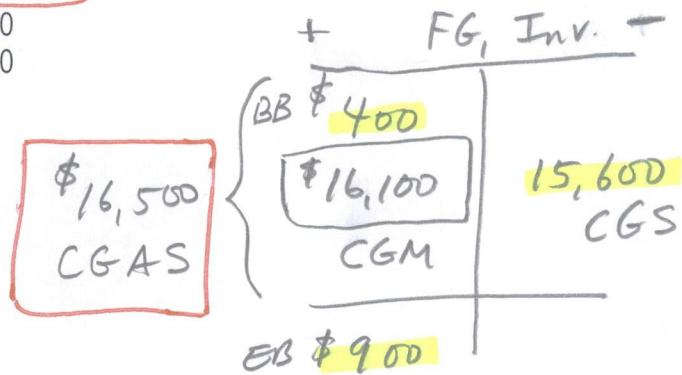 0
0
+ FG, Inv. -
BB $ 400
$16,100
CGM
15,600
CGS
$16,500
CGAS
EB $ 900